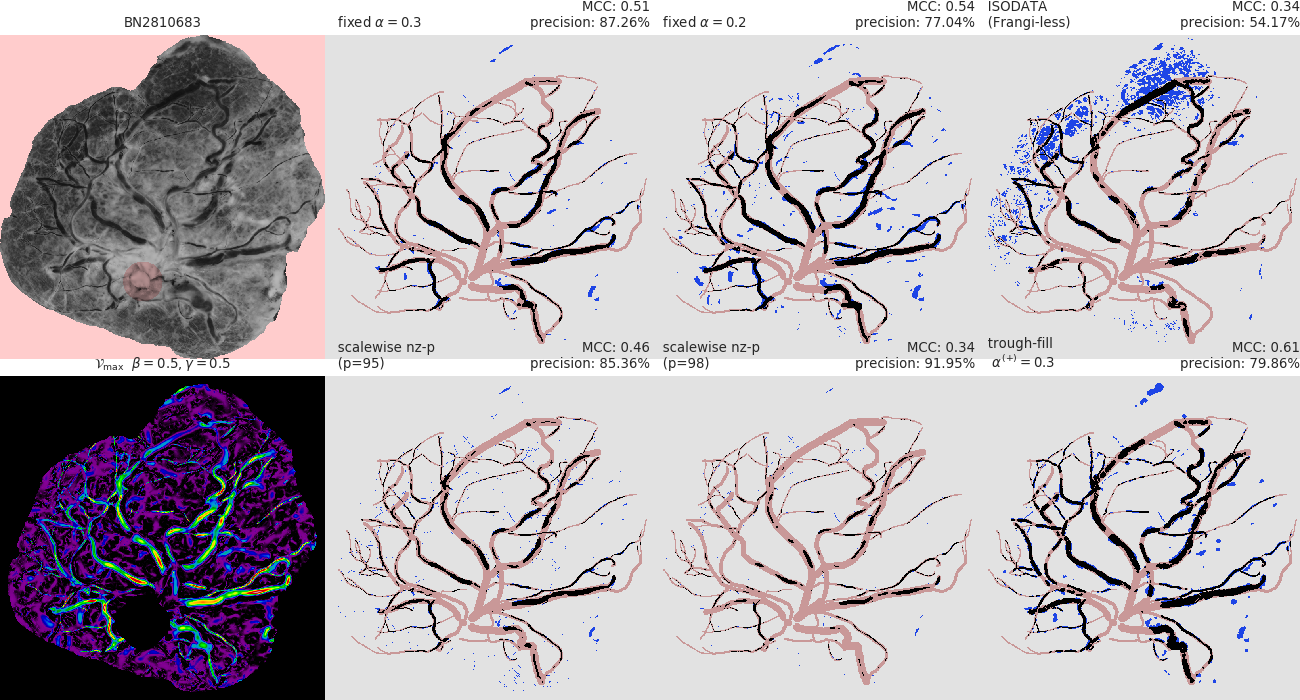 BN2810683
fixed α = 0.3
MCC: 0.51
precision: 87.26%
fixed α = 0.2
MCC: 0.54
precision: 77.04%
ISODATA
(Frangi-less)
MCC: 0.34
precision: 54.17%
𝒱max β = 0.5, γ = 0.5
scalewise nz-p
(p=95)
MCC: 0.46
precision: 85.36%
scalewise nz-p
(p=98)
MCC: 0.34
precision: 91.95%
trough-fill
α(+) = 0.3
MCC: 0.61
precision: 79.86%